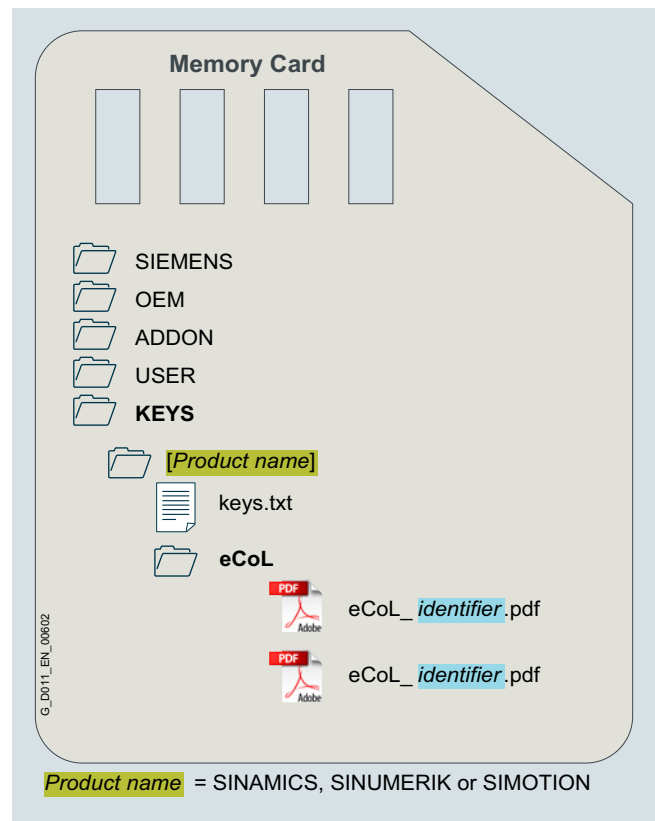 Memory Card
SIEMENS
OEM
ADDON
USER
KEYS
[Product name]
keys.txt
eCoL
PDF
Adobe
eCoL_ identifier.pdf
PDF
Adobe
eCoL_ identifier.pdf
G_D011_EN_00602
Product name = SINAMICS, SINUMERIK or SIMOTION